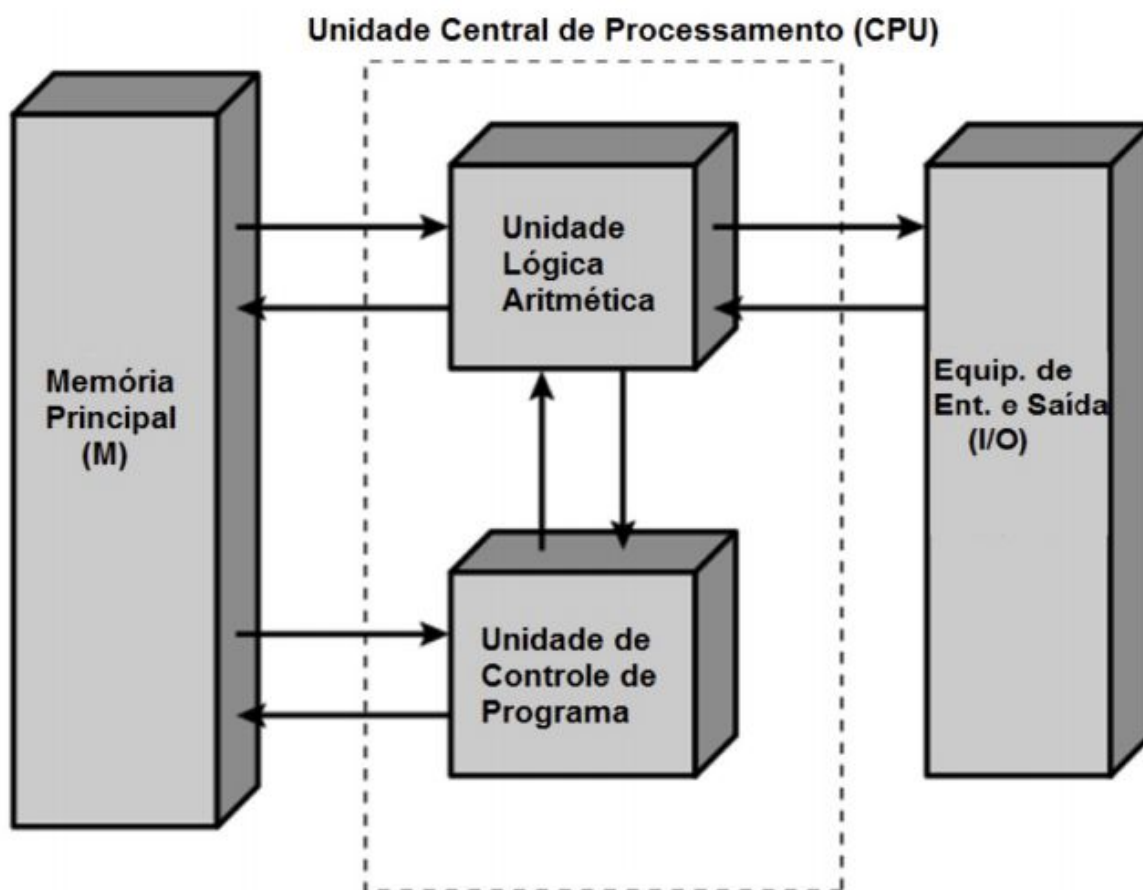 Unidade Central de Processamento (CPU)
Memória
Principal
(M)
Unidade
Lógica
Aritmética
Unidade de
Controle de
Programa
Equip. de
Ent. e Saída
(I/O)